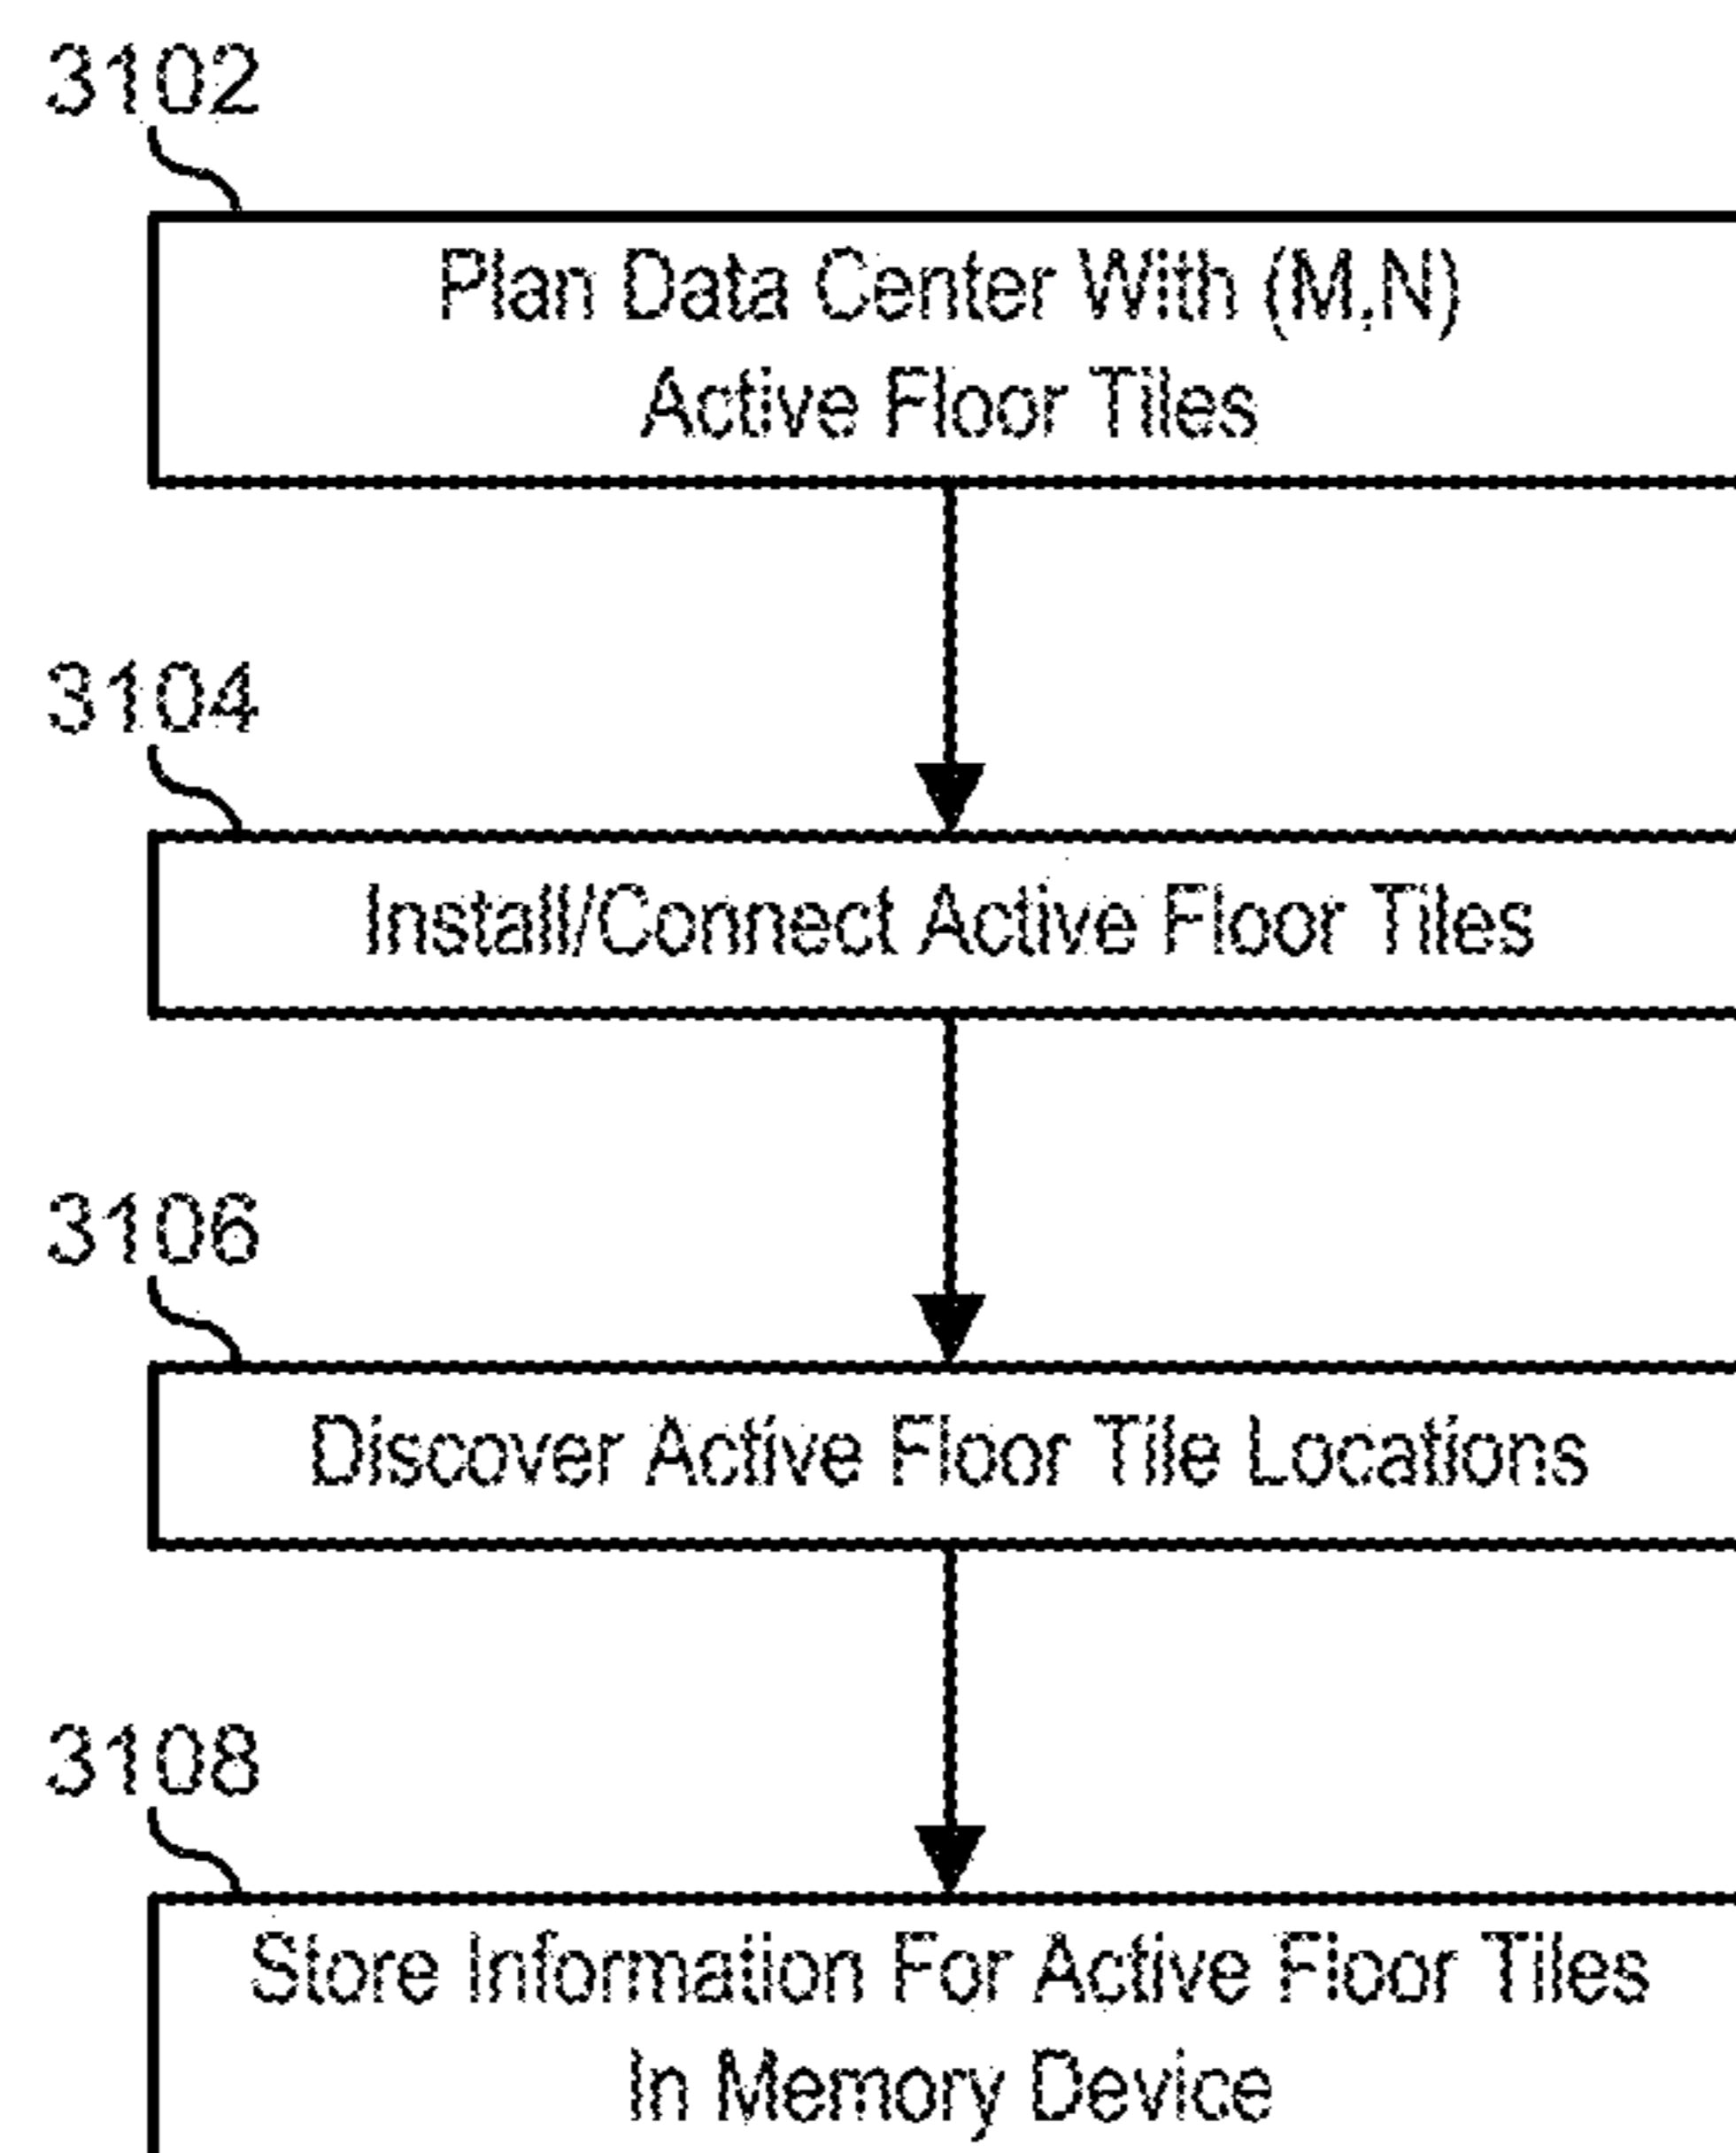 3102
Plan Data Center With (M,N)
Active Floor Tiles
3104
Install/Connect Active Floor Tiles
3106
Discover Active Floor Tile Locations
3108
Store Information For Active Floor Tiles
In Memory Device